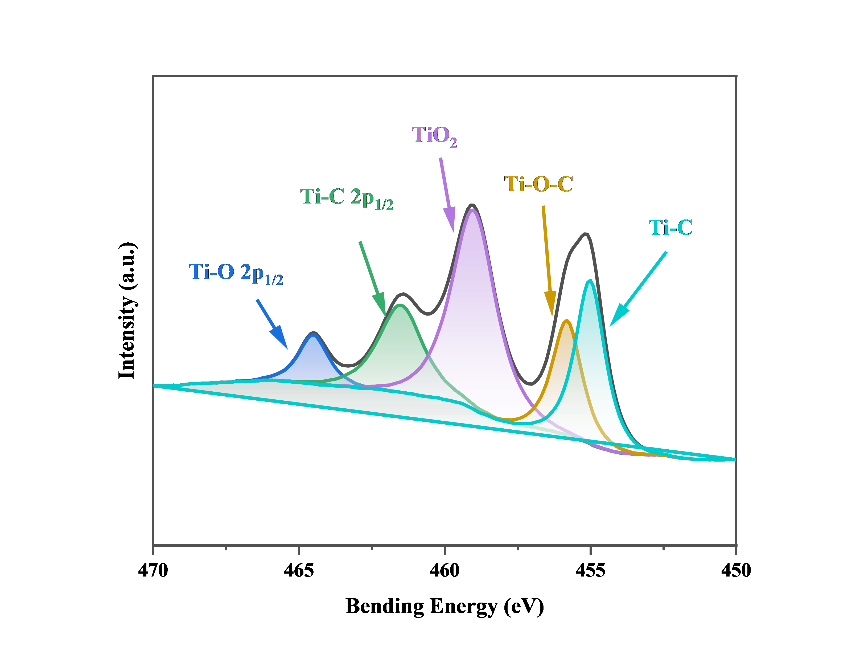 TiO₂
Ti-O-C
Ti-C 2p₁/₂
Ti-C
Ti-O 2p₁/₂
Intensity (a.u.)
470 465 460 455 450
Bending Energy (eV)